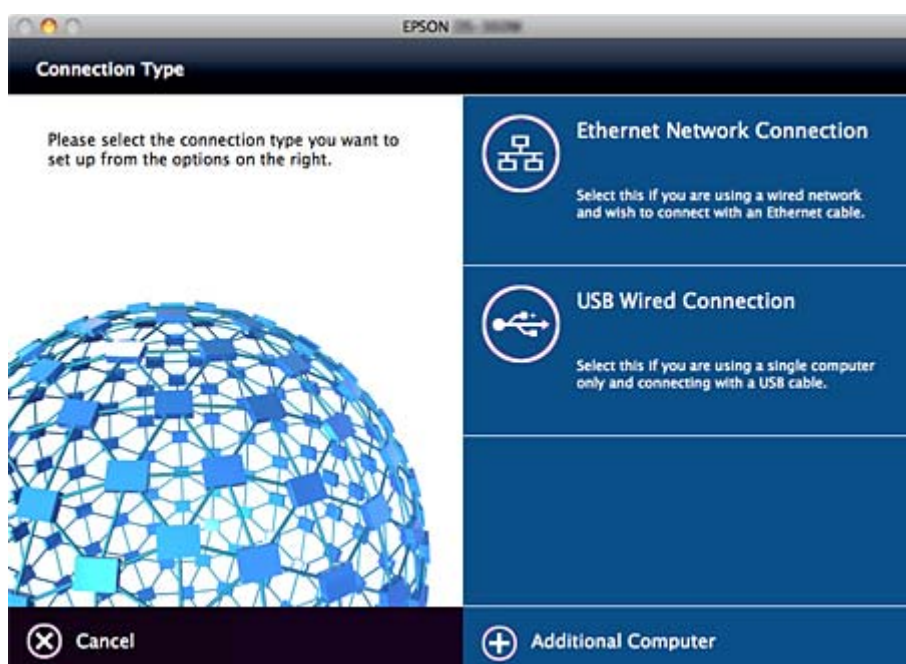 EPSON
Connection Type
Please select the connection type you want to
set up from the options on the right.
Ethernet Network Connection
Select this if you are using a wired network
and wish to connect with an Ethernet cable.
USB Wired Connection
Select this if you are using a single computer
only and connecting with a USB cable.
Cancel
Additional Computer